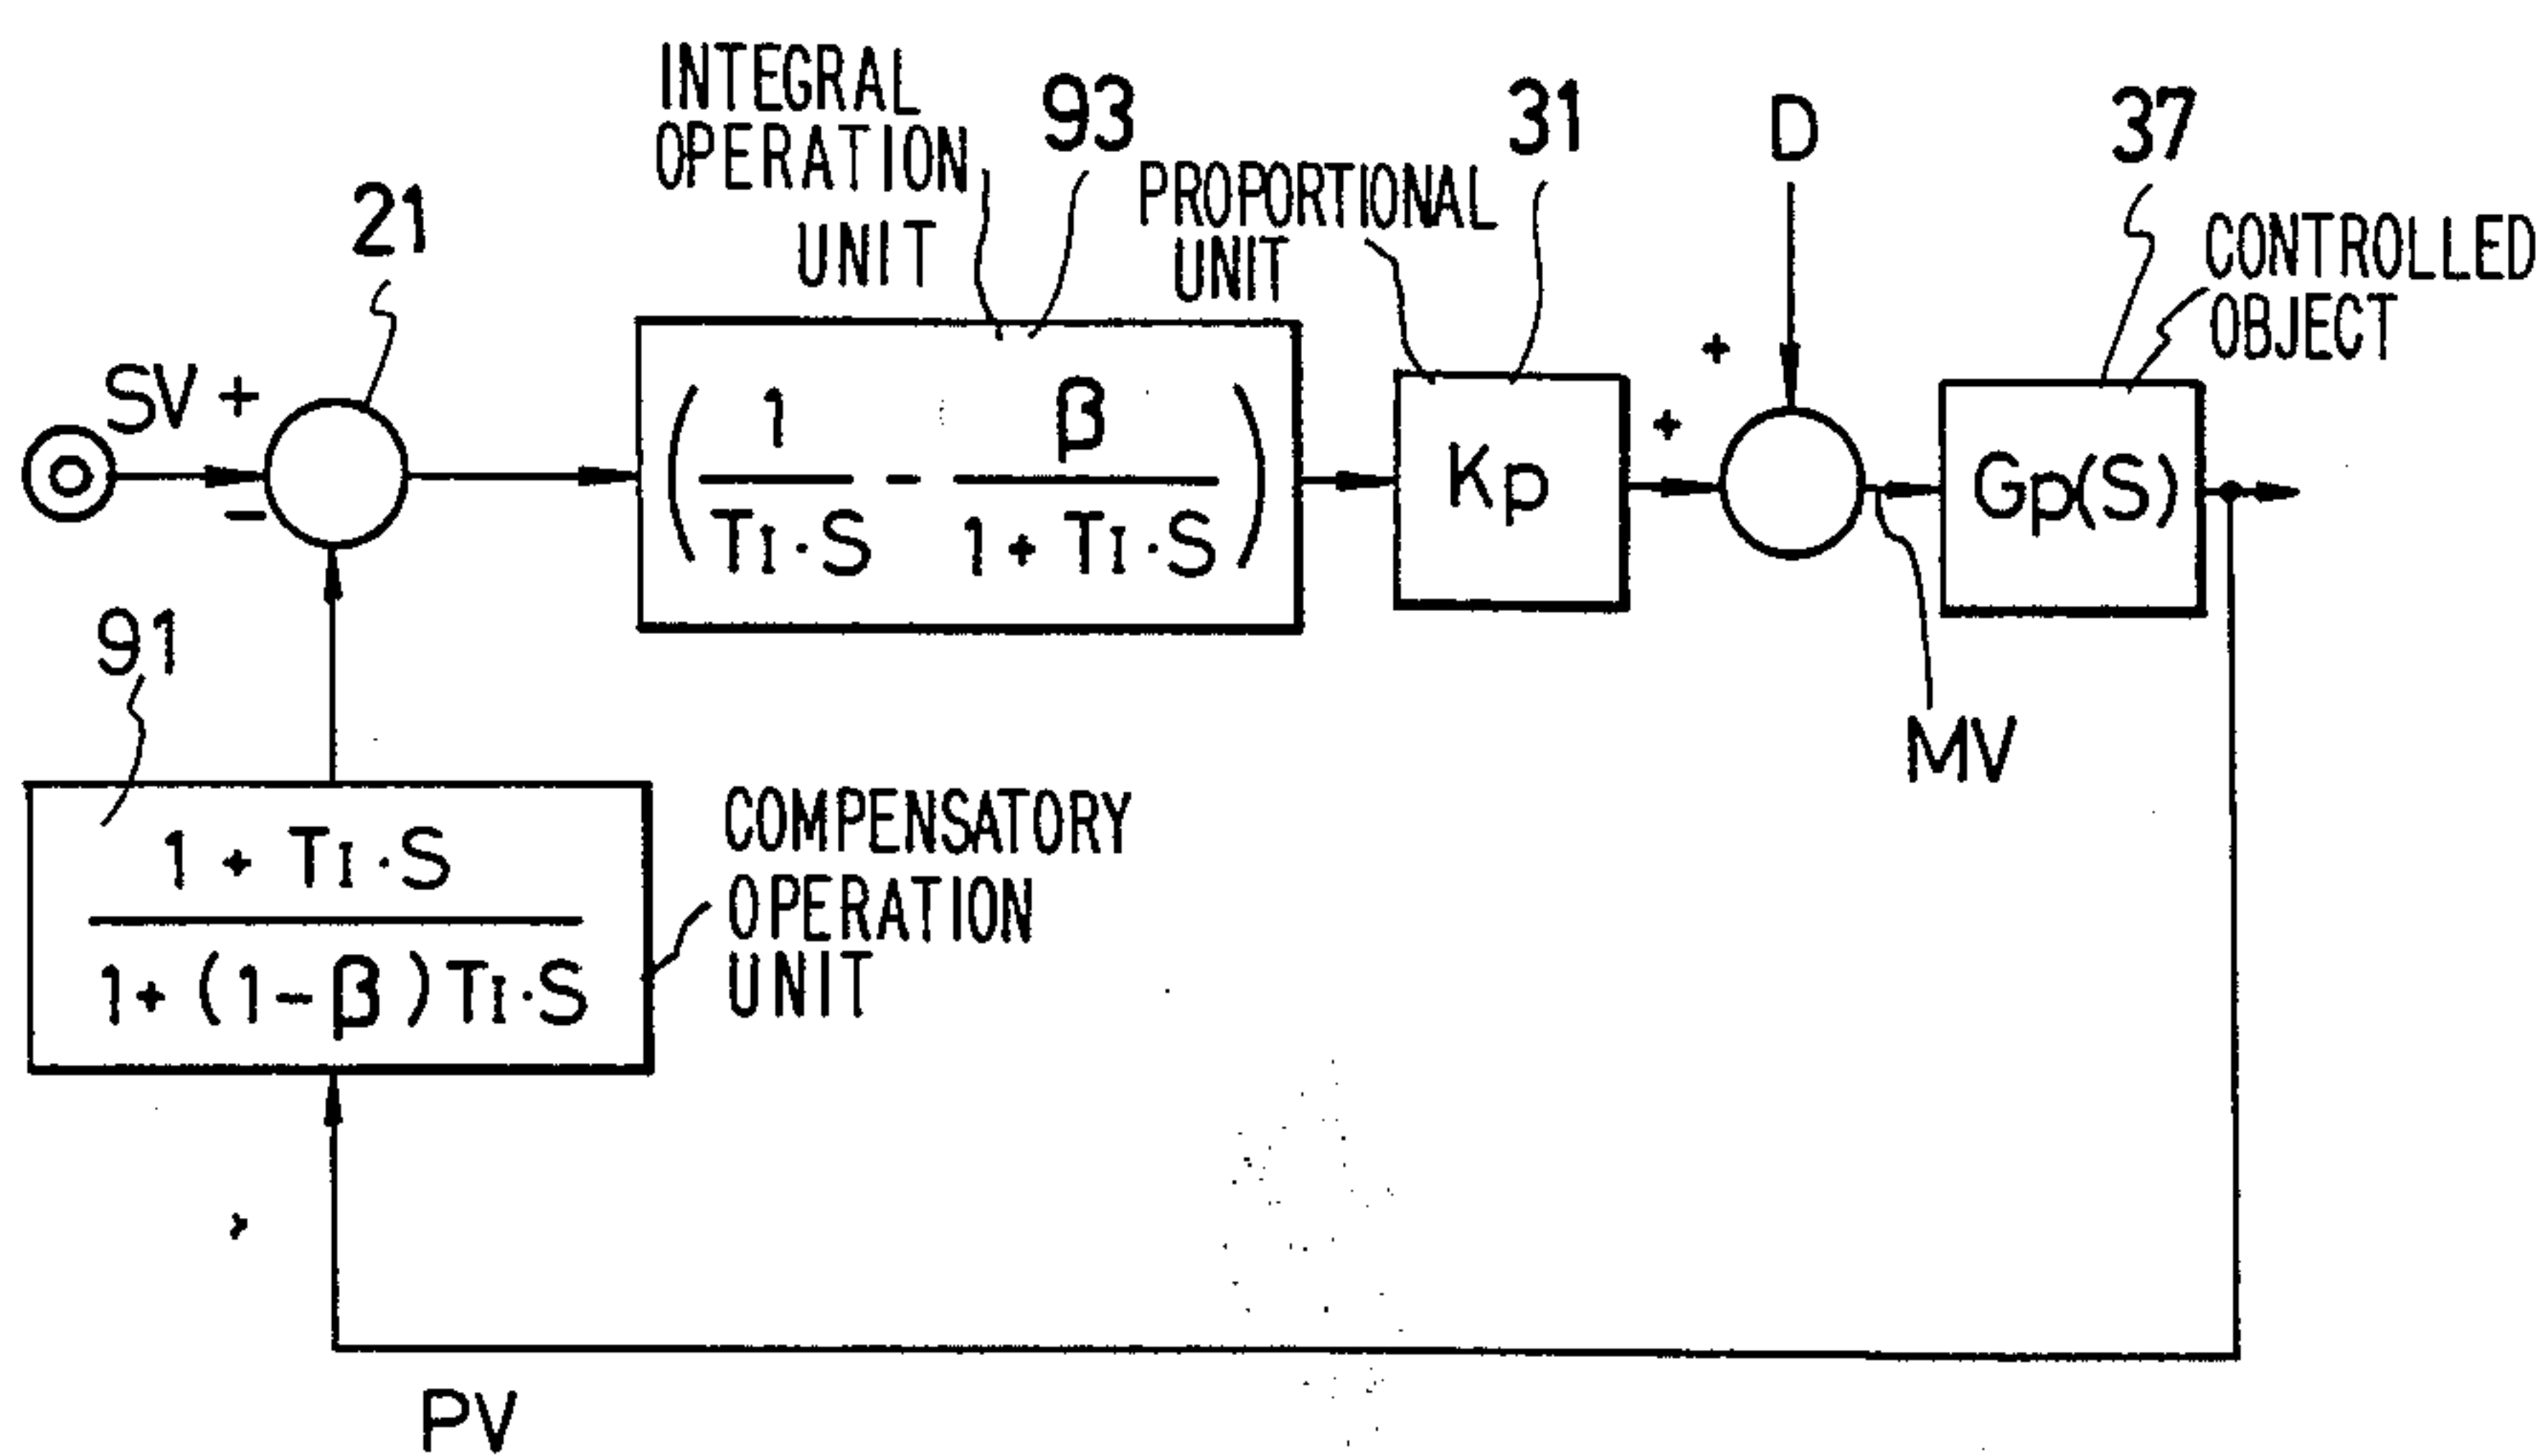 INTEGRAL
OPERATION
UNIT
93
PROPORTIONAL
UNIT
31
D
37
CONTROLLED
OBJECT
21
SV +
−
1
TI·S
−
β
1 + TI·S
Kp
+
+
Gp(S)
MV
91
1 + TI·S
1+(1−β)TI·S
COMPENSATORY
OPERATION
UNIT
PV